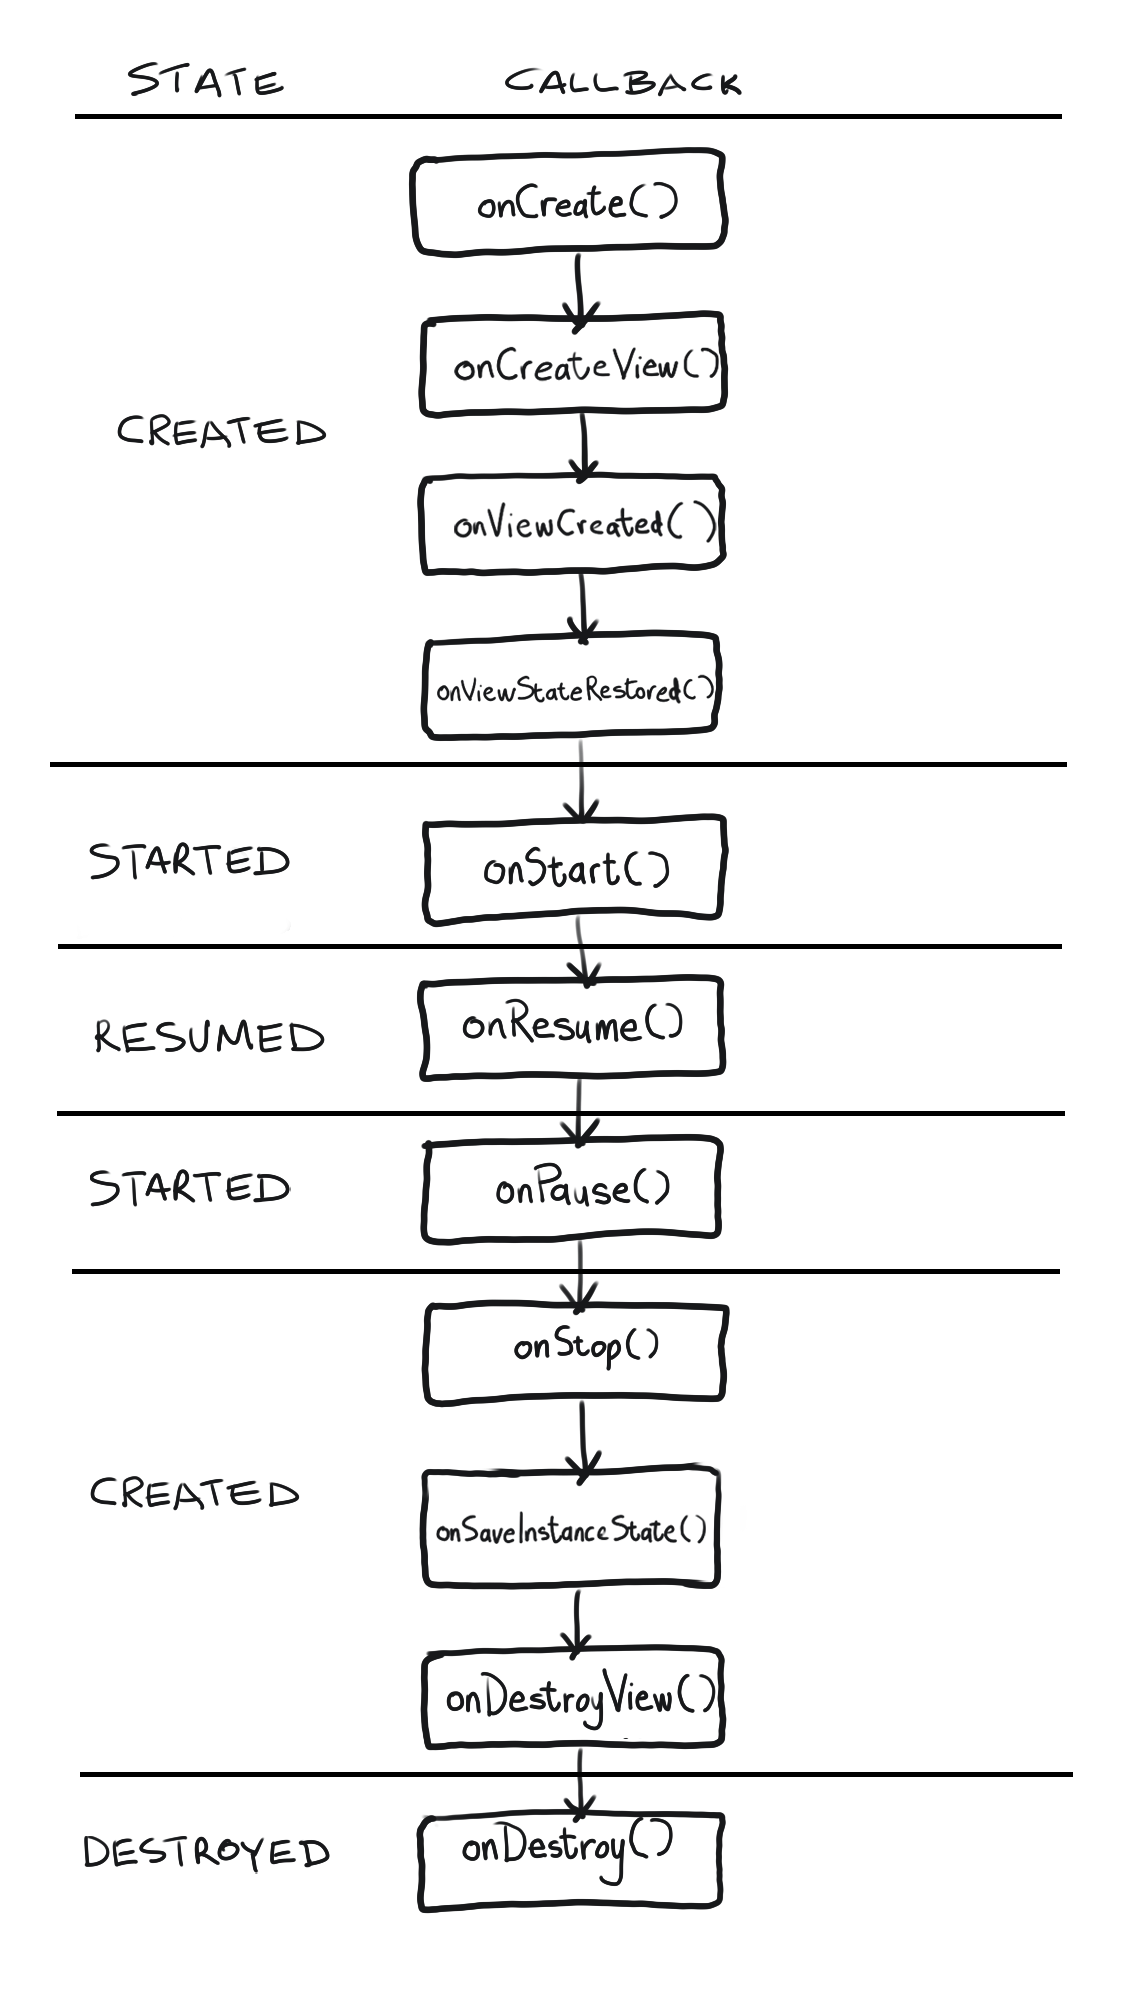 STATE CALLBACK
onCreate()
onCreateView()
CREATED
onViewCreated()
onViewStateRestored()
STARTED onStart()
RESUMED onResume()
STARTED onPause()
onStop()
CREATED
onSaveInstanceState()
onDestroyView()
DESTROYED onDestroy()